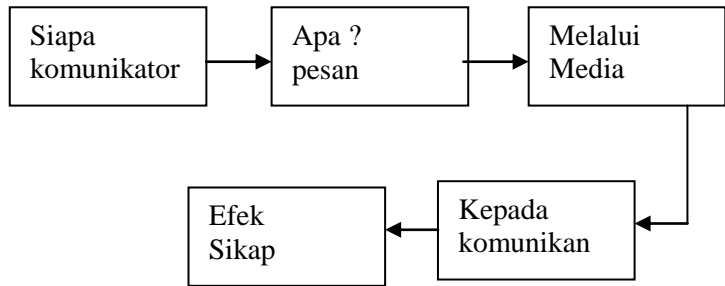 Siapa
komunikator
Apa ?
pesan
Melalui
Media
Kepada
komunikan
Efek
Sikap